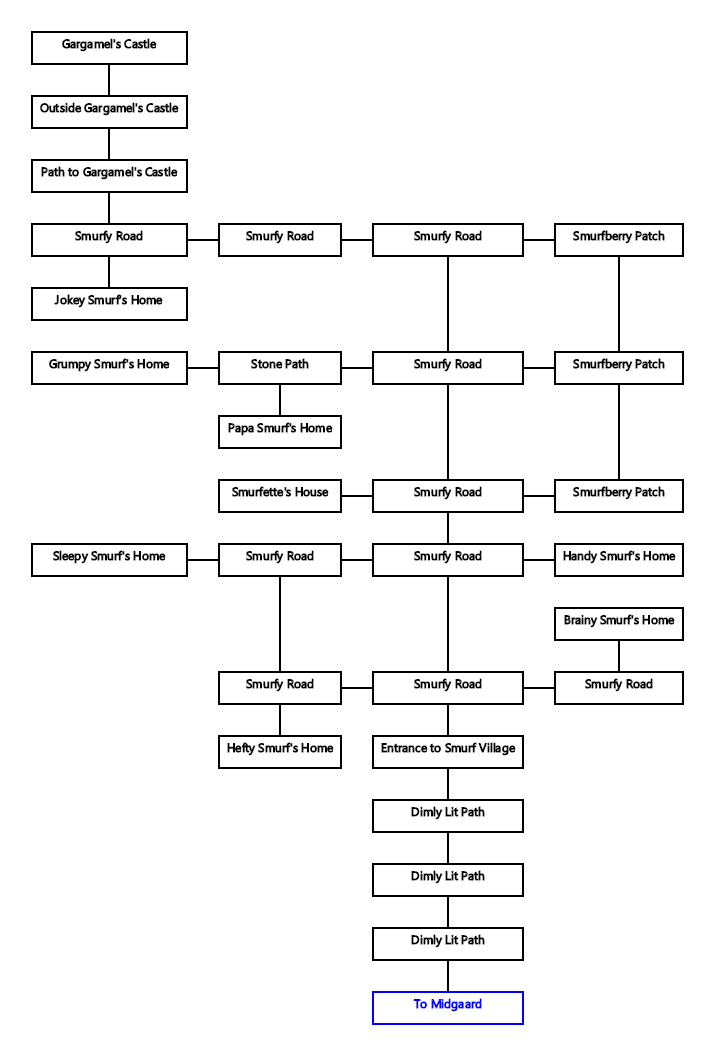 Gargamel's Castle
Outside Gargamel's Castle
Path to Gargamel's Castle
Smurfy Road
Smurfy Road
Smurfy Road
Smurfberry Patch
Jokey Smurf's Home
Grumpy Smurf's Home
Stone Path
Smurfy Road
Smurfberry Patch
Papa Smurf's Home
Smurfette's House
Smurfy Road
Smurfberry Patch
Sleepy Smurf's Home
Smurfy Road
Smurfy Road
Handy Smurf's Home
Brainy Smurf's Home
Smurfy Road
Smurfy Road
Smurfy Road
Hefty Smurf's Home
Entrance to Smurf Village
Dimly Lit Path
Dimly Lit Path
Dimly Lit Path
To Midgaard